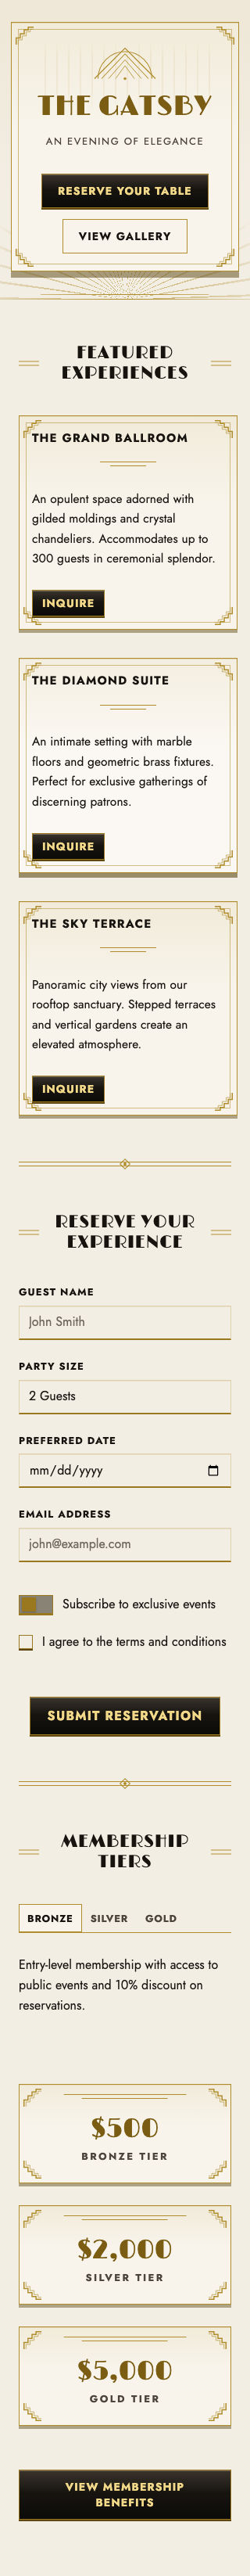 THE GATSBY
AN EVENING OF ELEGANCE
RESERVE YOUR TABLE
VIEW GALLERY
FEATURED
EXPERIENCES
THE GRAND BALLROOM
An opulent space adorned with
gilded moldings and crystal
chandeliers. Accommodates up to
300 guests in ceremonial splendor.
INQUIRE
THE DIAMOND SUITE
An intimate setting with marble
floors and geometric brass fixtures.
Perfect for exclusive gatherings of
discerning patrons.
INQUIRE
THE SKY TERRACE
Panoramic city views from our
rooftop sanctuary. Stepped terraces
and vertical gardens create an
elevated atmosphere.
INQUIRE
RESERVE YOUR
EXPERIENCE
GUEST NAME
John Smith
PARTY SIZE
2 Guests
PREFERRED DATE
mm/dd/yyyy
EMAIL ADDRESS
john@example.com
Subscribe to exclusive events
I agree to the terms and conditions
SUBMIT RESERVATION
MEMBERSHIP
TIERS
BRONZE SILVER GOLD
Entry-level membership with access to
public events and 10% discount on
reservations.
$500
BRONZE TIER
$2,000
SILVER TIER
$5,000
GOLD TIER
VIEW MEMBERSHIP
BENEFITS